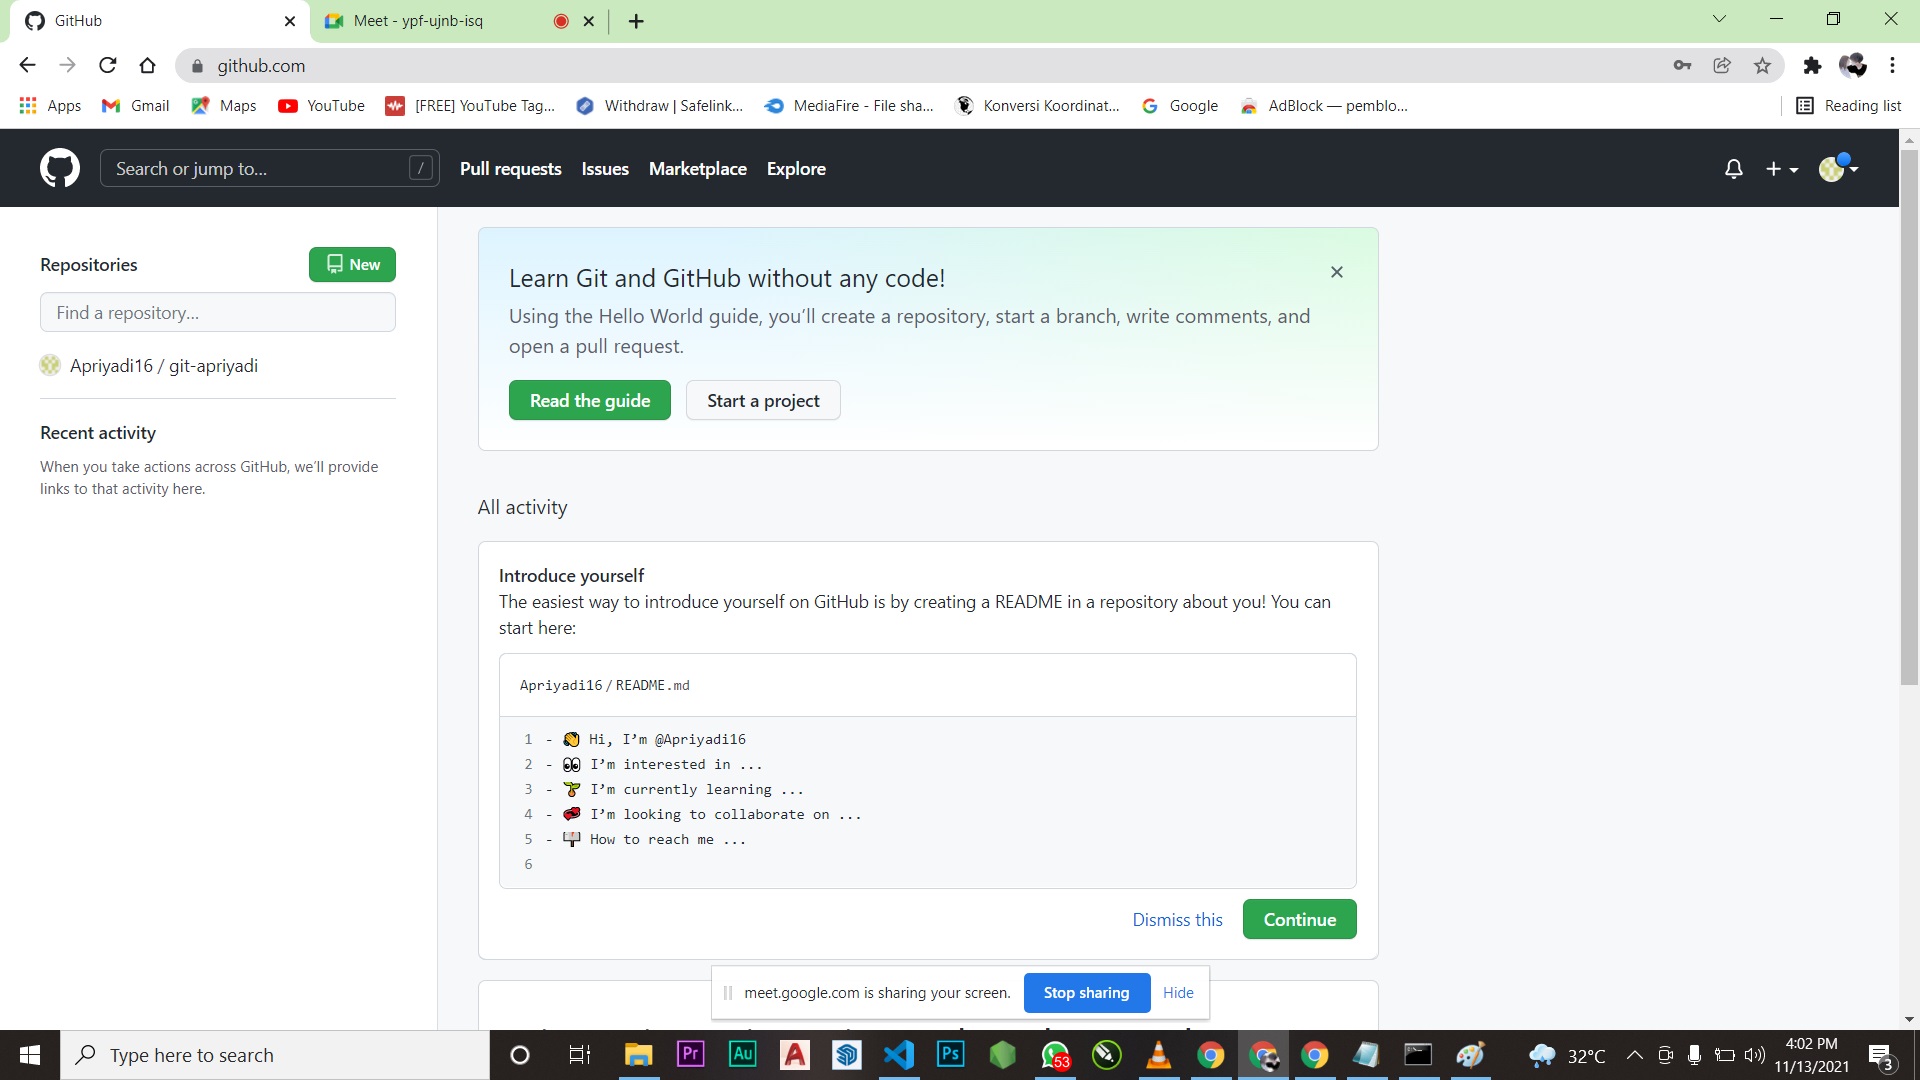 GitHub
Meet - ypf-ujnb-isq
github.com
Apps
Gmail
Maps
YouTube
[FREE] YouTube Tag...
Withdraw | Safelink...
MediaFire - File sha...
Konversi Koordinat...
Google
AdBlock — pemblo...
Reading list
Search or jump to...
/
Pull requests
Issues
Marketplace
Explore
Repositories
New
Find a repository...
Apriyadi16 / git-apriyadi
Recent activity
When you take actions across GitHub, we’ll provide
links to that activity here.
Learn Git and GitHub without any code!
Using the Hello World guide, you’ll create a repository, start a branch, write comments, and
open a pull request.
Read the guide
Start a project
All activity
Introduce yourself
The easiest way to introduce yourself on GitHub is by creating a README in a repository about you! You can
start here:
Apriyadi16 / README.md
1 - 👋 Hi, I’m @Apriyadi16
2 - 👀 I’m interested in ...
3 - 🌱 I’m currently learning ...
4 - 💞️ I’m looking to collaborate on ...
5 - 📫 How to reach me ...
6
Dismiss this
Continue
meet.google.com is sharing your screen.
Stop sharing
Hide
Type here to search
Pr
Au
Ps
53
32°C
4:02 PM
11/13/2021
3